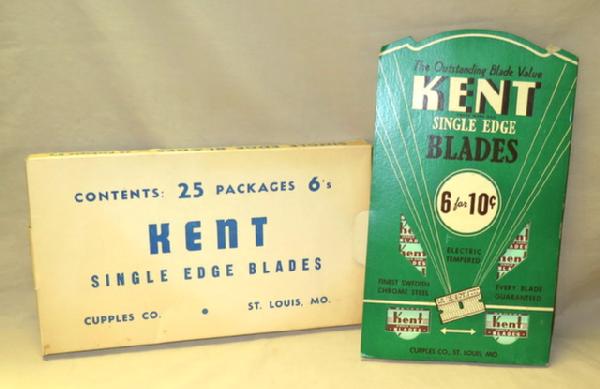 CONTENTS: 25 PACKAGES 6's
KENT
SINGLE EDGE BLADES
CUPPLES CO. • ST. LOUIS, MO.
The Outstanding Blade Value
KENT
SINGLE EDGE
BLADES
6 for 10¢
ELECTRIC
TEMPERED
FINEST SWEDISH
CHROME STEEL
EVERY BLADE
GUARANTEED
Kent
BLADES
Kent
BLADES
CUPPLES CO., ST. LOUIS, MO.